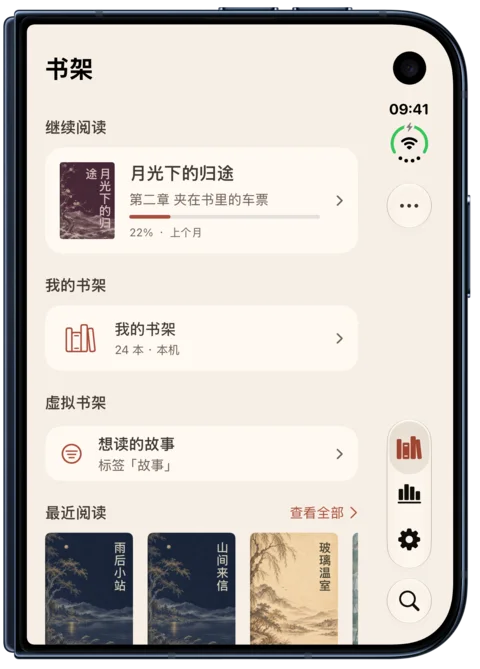 书架
09:41
继续阅读
月光下的归途
月光下的归途
第二章 夹在书里的车票
22% · 上个月
我的书架
我的书架
24 本 · 本机
虚拟书架
想读的故事
标签「故事」
最近阅读
查看全部
雨后小站
山间来信
玻璃温室